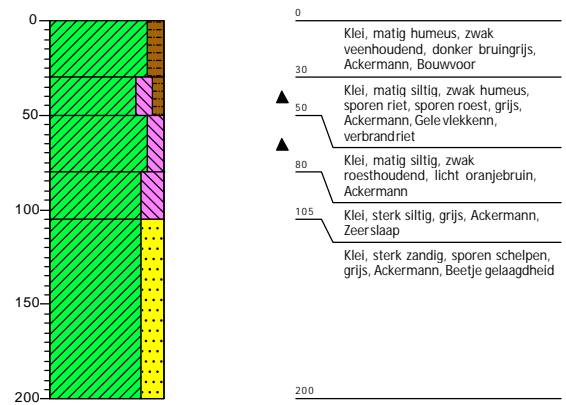 0
50
100
150
200
0
Klei, matig humeus, zwak
veenhoudend, donker bruingrijs,
Ackermann, Bouwvoor
30
Klei, matig siltig, zwak humeus,
sporen riet, sporen roest, grijs,
Ackermann, Gele vlekkenn,
verbrandriet
50
Klei, matig siltig, zwak
roesthoudend, licht oranjebruin,
Ackermann
80
Klei, sterk siltig, grijs, Ackermann,
Zeer slaap
105
Klei, sterk zandig, sporen schelpen,
grijs, Ackermann, Beetje gelaagdheid
200